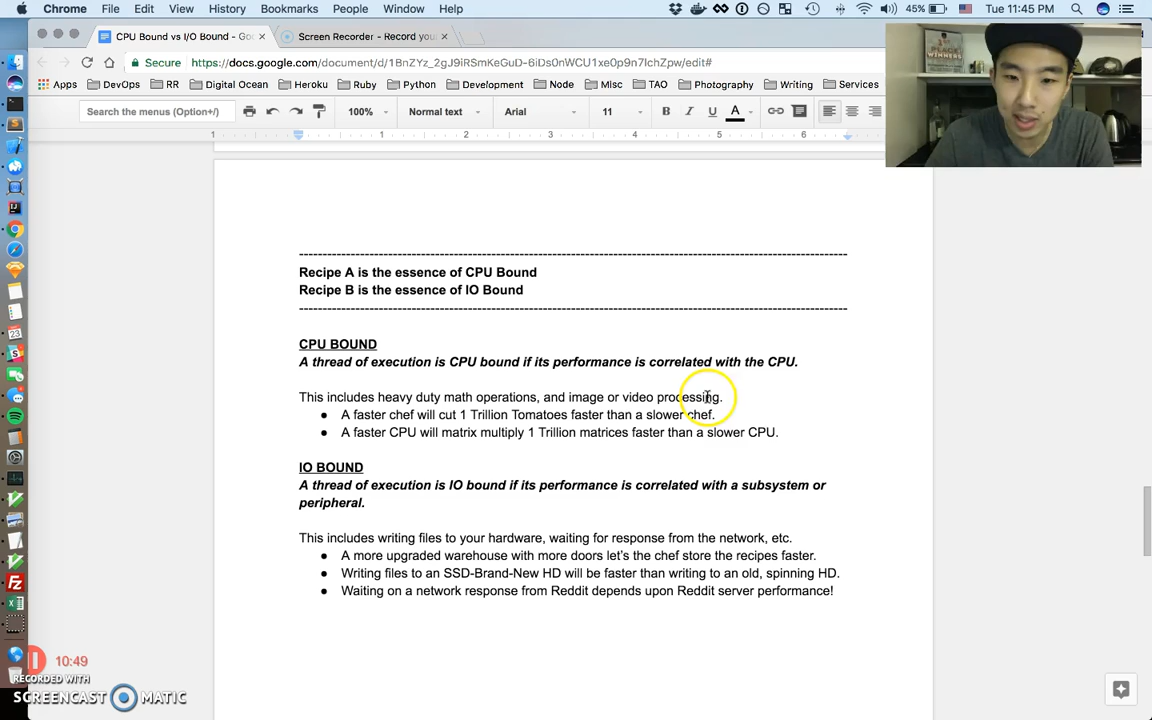 Chrome File Edit View History Bookmarks People Window Help 45% Tue 11:45 PM
CPU Bound vs I/O Bound - Goo Screen Recorder - Record you
Secure https://docs.google.com/document/d/1BnZYz_2gJ9iRSmKeGuD-6iDs0nWCU1xe0p9n7IchZpw/edit#
Apps DevOps RR Digital Ocean Heroku Ruby Python Development Node Misc TAO Photography Writing Services
Search the menus (Option+/) 100% Normal text Arial 11 B I U A
1 1 2 3 4 5 6
--------------------------------------------------------------------------------------------------------------
Recipe A is the essence of CPU Bound
Recipe B is the essence of IO Bound
--------------------------------------------------------------------------------------------------------------
CPU BOUND
A thread of execution is CPU bound if its performance is correlated with the CPU.
This includes heavy duty math operations, and image or video processing.
● A faster chef will cut 1 Trillion Tomatoes faster than a slower chef.
● A faster CPU will matrix multiply 1 Trillion matrices faster than a slower CPU.
IO BOUND
A thread of execution is IO bound if its performance is correlated with a subsystem or
peripheral.
This includes writing files to your hardware, waiting for response from the network, etc.
● A more upgraded warehouse with more doors let's the chef store the recipes faster.
● Writing files to an SSD-Brand-New HD will be faster than writing to an old, spinning HD.
● Waiting on a network response from Reddit depends upon Reddit server performance!
10:49
RECORDED WITH
SCREENCAST MATIC